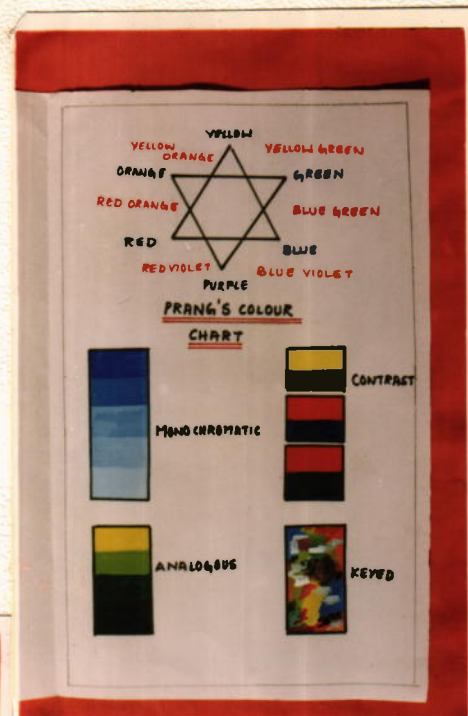 YELLOW
YELLOW ORANGE
YELLOW GREEN
ORANGE
GREEN
RED ORANGE
BLUE GREEN
RED
BLUE
RED VIOLET
BLUE VIOLET
PURPLE
PRANG'S COLOUR
CHART
CONTRAST
MONOCHROMATIC
ANALOGOUS
KEYED